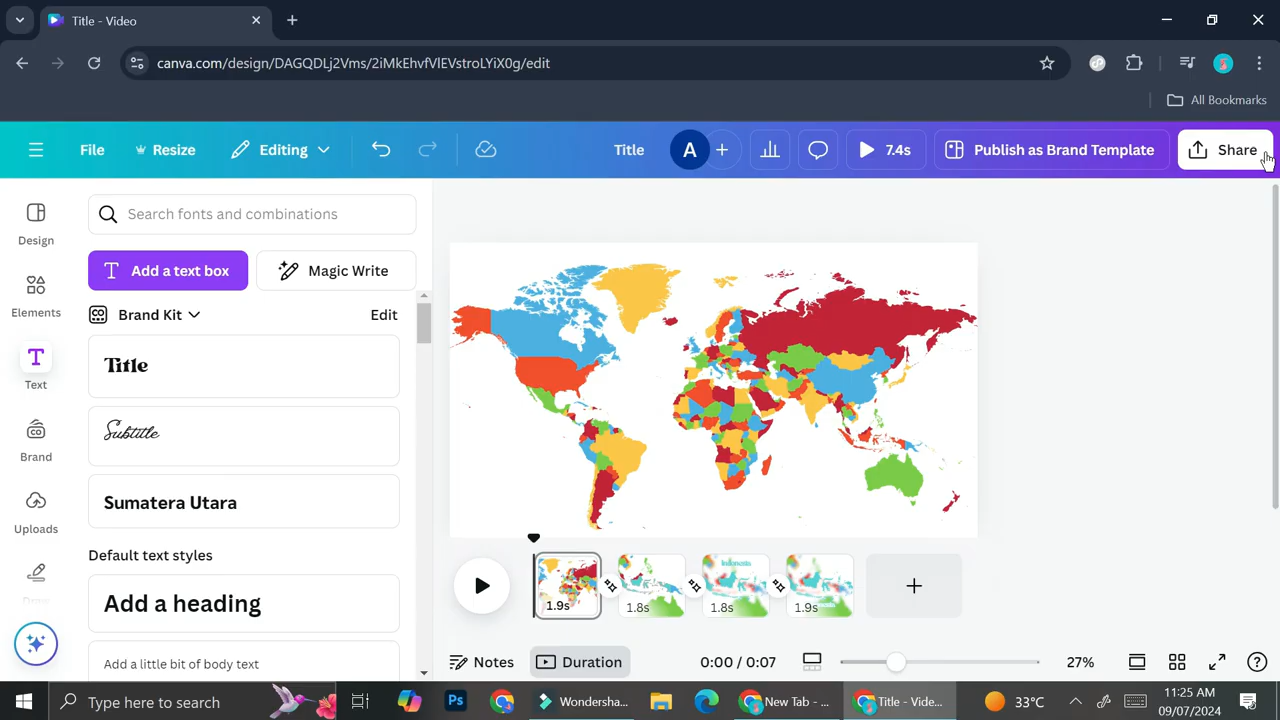 Title - Video
canva.com/design/DAGQDLj2Vms/2iMkEhvfVIEVstroLYiX0g/edit
All Bookmarks
File
Resize
Editing
Title
A
7.4s
Publish as Brand Template
Share
Design
Elements
Text
Brand
Uploads
Search fonts and combinations
Add a text box
Magic Write
Brand Kit
Edit
Title
Subtitle
Sumatera Utara
Default text styles
Add a heading
Add a little bit of body text
1.9s
1.8s
Indonesia
1.8s
1.9s
Notes
Duration
0:00 / 0:07
27%
Type here to search
Ps
Wondersha...
New Tab - ...
Title - Vide...
33°C
11:25 AM
09/07/2024